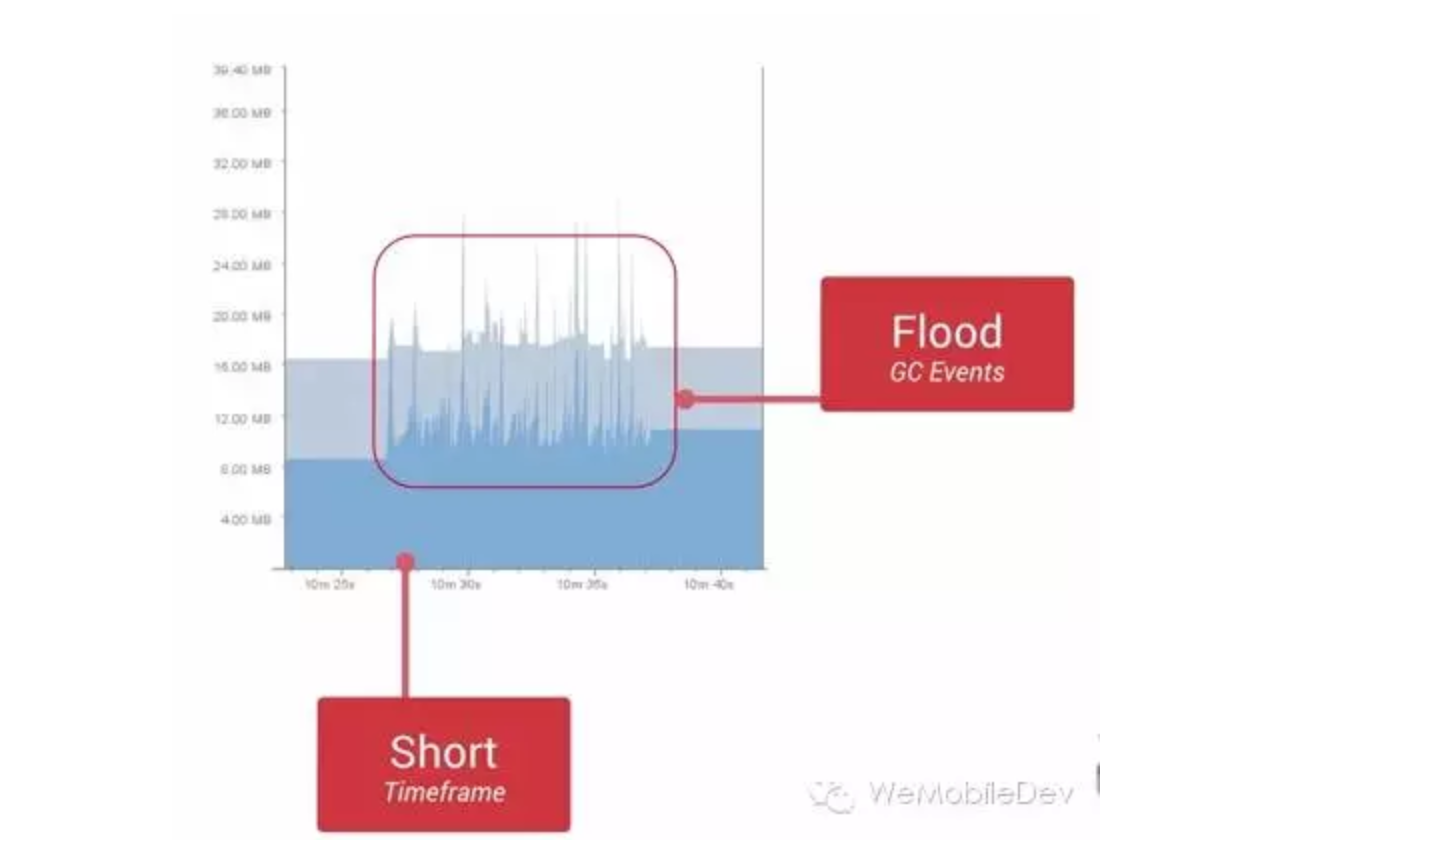 39.40 MB
36.00 MB
32.00 MB
28.00 MB
24.00 MB
20.00 MB
16.00 MB
12.00 MB
8.00 MB
4.00 MB
10m 25s
10m 30s
10m 35s
10m 40s
Flood
GC Events
Short
Timeframe
WeMobileDev